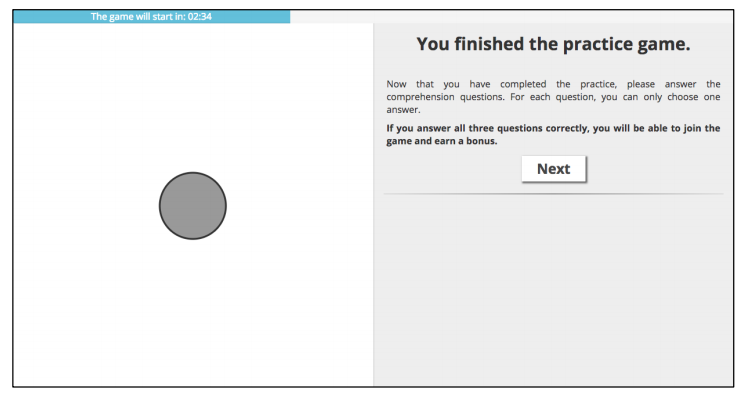 The game will start in: 02:34
You finished the practice game.
Now that you have completed the practice, please answer the
comprehension questions. For each question, you can only choose one
answer.
If you answer all three questions correctly, you will be able to join the
game and earn a bonus.
Next